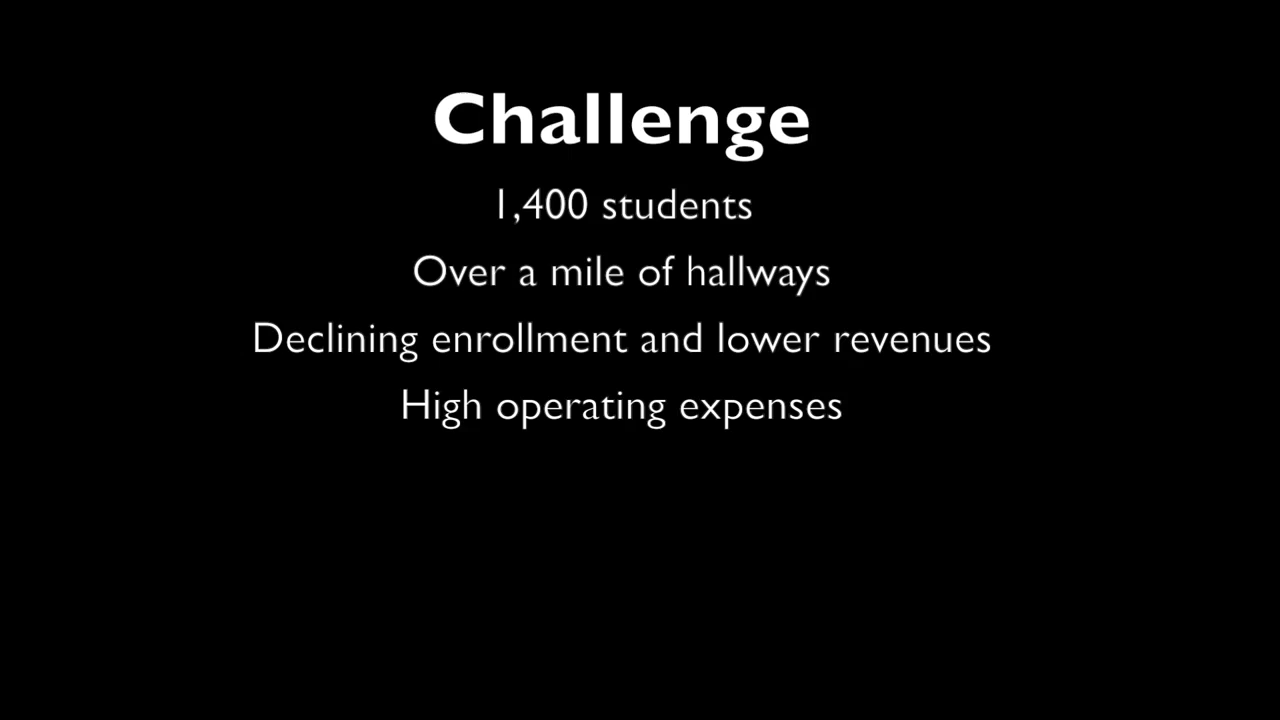 Challenge
1,400 students
Over a mile of hallways
Declining enrollment and lower revenues
High operating expenses